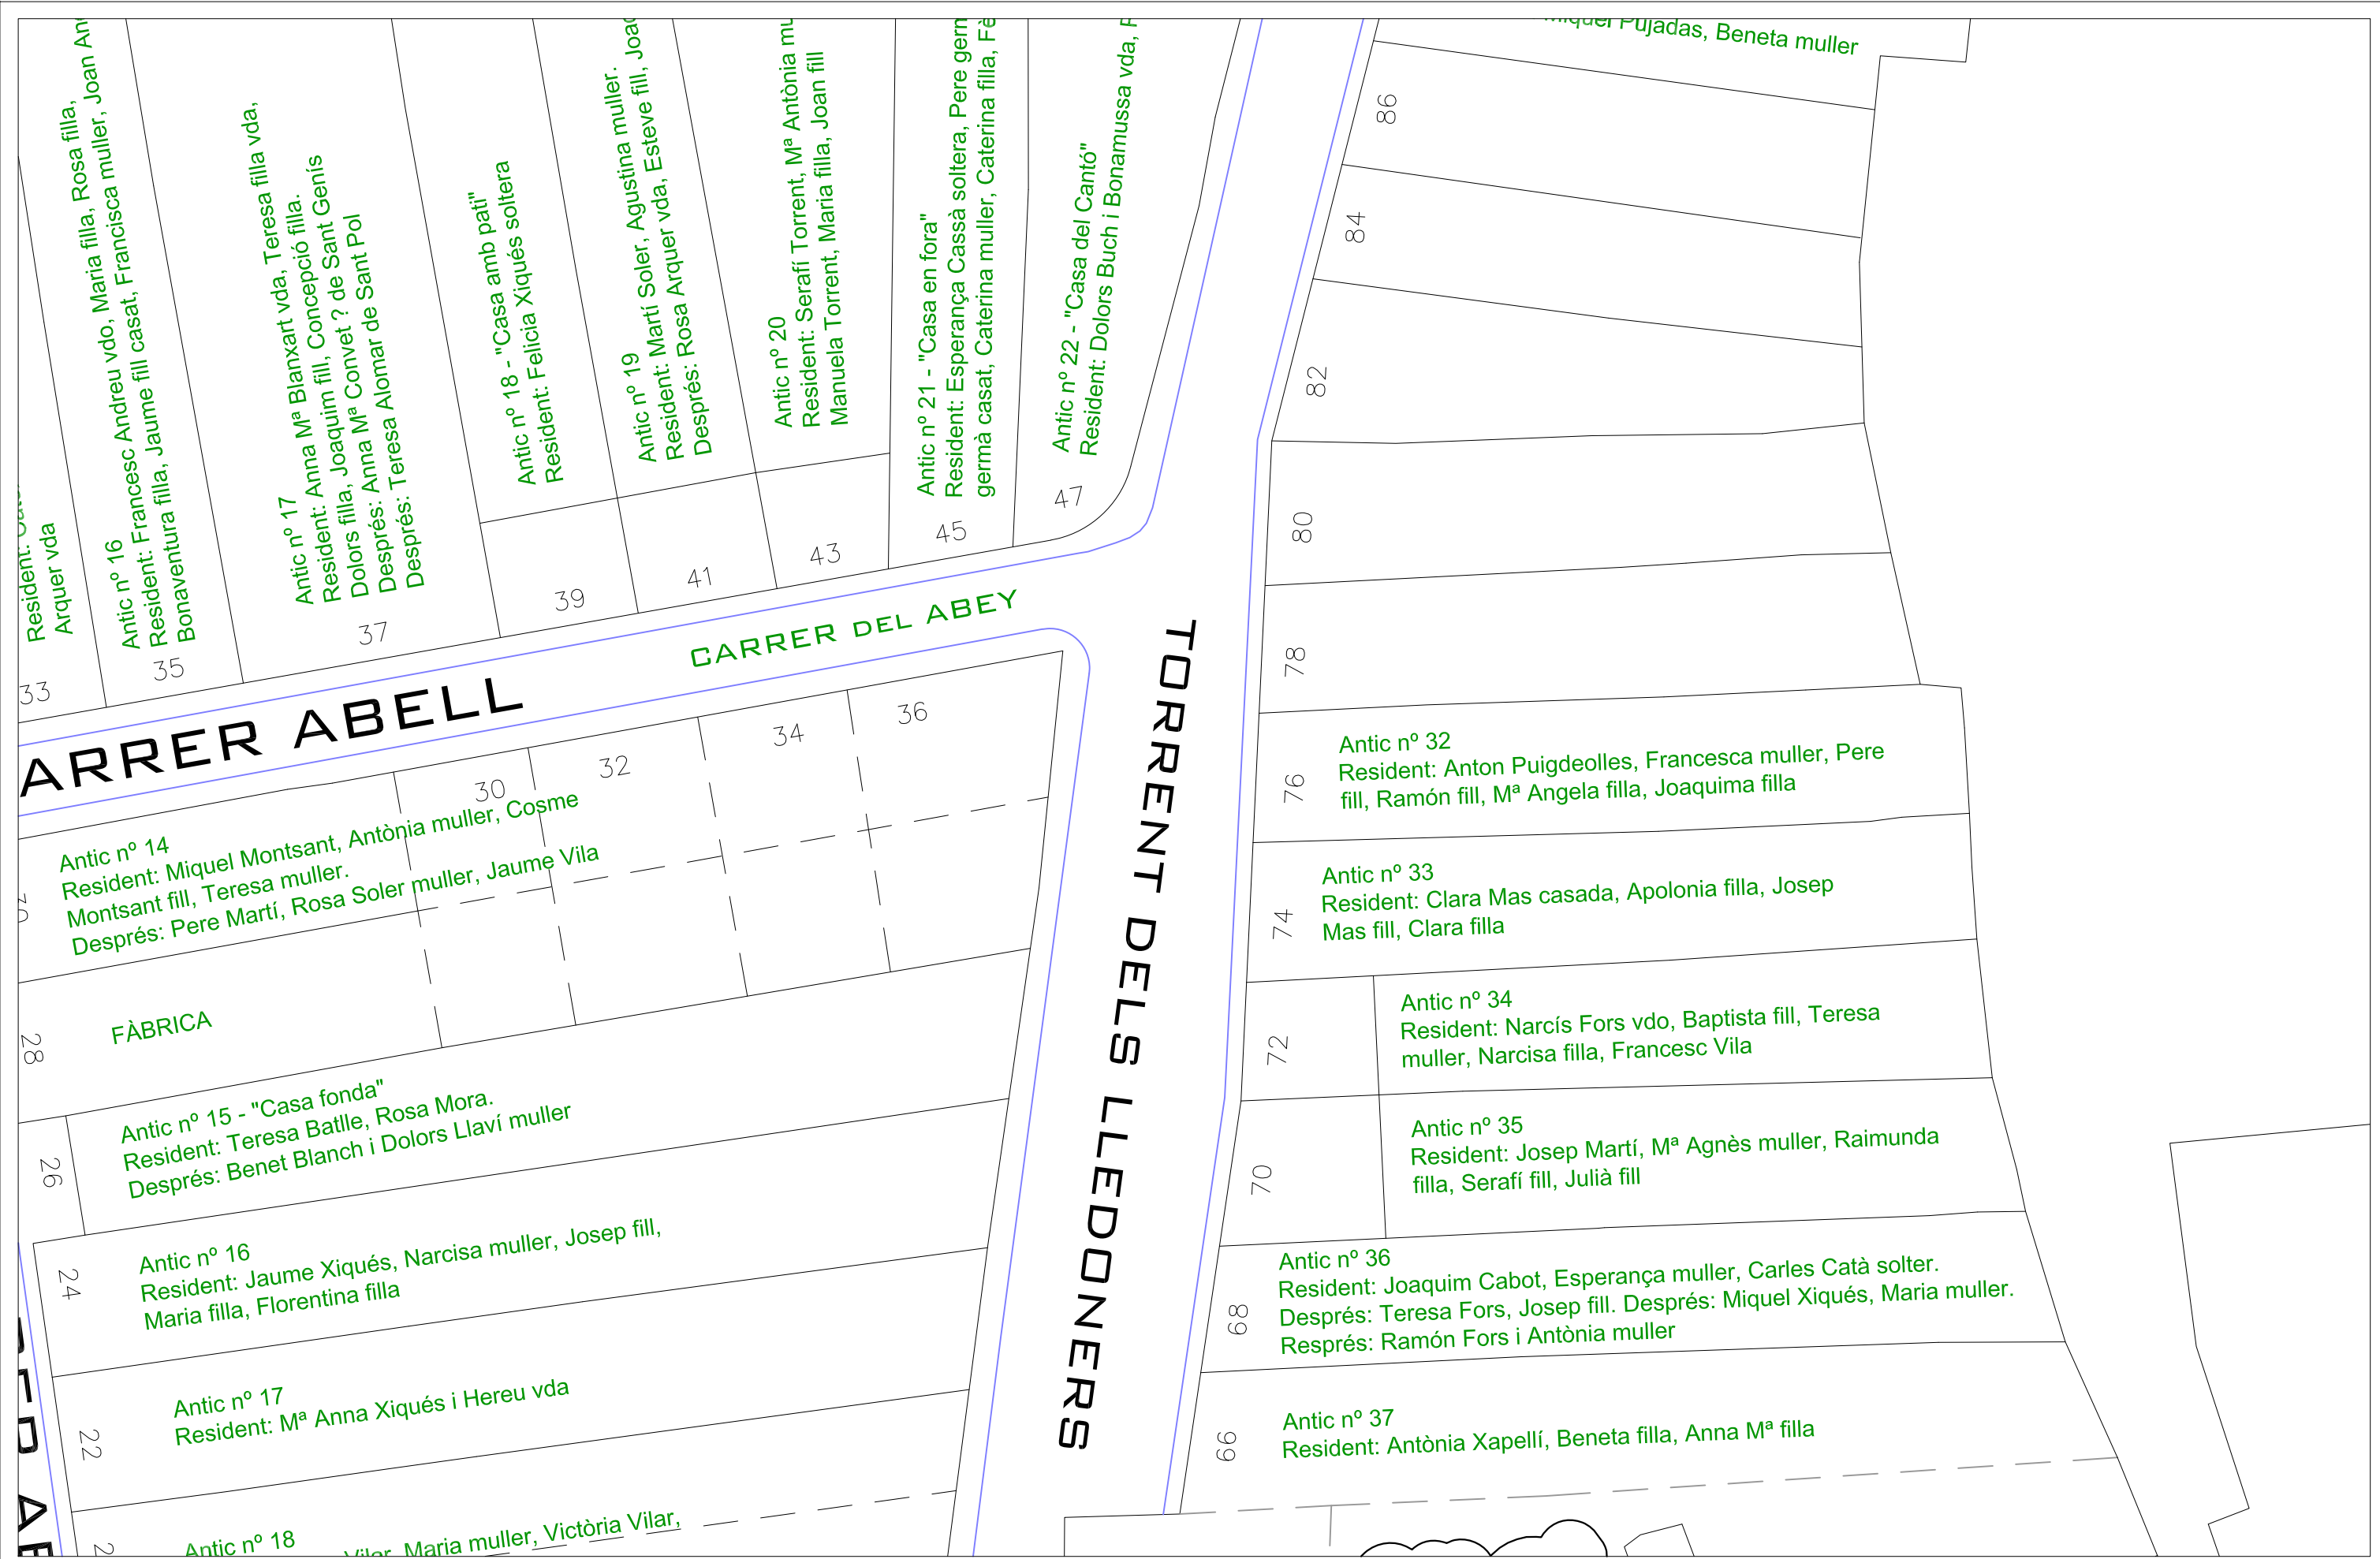 Miquel Pujadas, Beneta muller
Resident:
Arquer vda
33
Antic nº 16
Resident: Francesc Andreu vdo, Maria filla, Rosa filla,
Bonaventura filla, Jaume fill casat, Francisca muller, Joan
35
Antic nº 17
Resident: Anna Mª Blanxart vda, Teresa filla vda,
Dolors filla, Joaquim fill, Concepció filla.
Després: Anna Mª Convet ? de Sant Genís
Després: Teresa Alomar de Sant Pol
37
Antic nº 18 - "Casa amb pati"
Resident: Felicia Xiqués soltera
39
Antic nº 19
Resident: Martí Soler, Agustina muller.
Després: Rosa Arquer vda, Esteve fill,
41
Antic nº 20
Resident: Serafí Torrent, Mª Antònia
Manuela Torrent, Maria filla, Joan fill
43
Antic nº 21 - "Casa en fora"
Resident: Esperança Cassà soltera, Pere
germà casat, Caterina muller, Caterina filla,
45
Antic nº 22 - "Casa del Cantó"
Resident: Dolors Buch i Bonamussa vda,
47
86
84
82
80
78
ARRER ABELL
CARRER DEL ABEY
TORRENT DELS LLEDONERS
30
32
34
36
Antic nº 14
Resident: Miquel Montsant, Antònia muller, Cosme
Montsant fill, Teresa muller.
Després: Pere Martí, Rosa Soler muller, Jaume Vila
28
FÀBRICA
26
Antic nº 15 - "Casa fonda"
Resident: Teresa Batlle, Rosa Mora.
Després: Benet Blanch i Dolors Llaví muller
24
Antic nº 16
Resident: Jaume Xiqués, Narcisa muller, Josep fill,
Maria filla, Florentina filla
22
Antic nº 17
Resident: Mª Anna Xiqués i Hereu vda
Antic nº 18
Vilar, Maria muller, Victòria Vilar,
76
Antic nº 32
Resident: Anton Puigdeolles, Francesca muller, Pere
fill, Ramón fill, Mª Angela filla, Joaquima filla
74
Antic nº 33
Resident: Clara Mas casada, Apolonia filla, Josep
Mas fill, Clara filla
72
Antic nº 34
Resident: Narcís Fors vdo, Baptista fill, Teresa
muller, Narcisa filla, Francesc Vila
70
Antic nº 35
Resident: Josep Martí, Mª Agnès muller, Raimunda
filla, Serafí fill, Julià fill
68
Antic nº 36
Resident: Joaquim Cabot, Esperança muller, Carles Catà solter.
Després: Teresa Fors, Josep fill. Després: Miquel Xiqués, Maria muller.
Resprés: Ramón Fors i Antònia muller
66
Antic nº 37
Resident: Antònia Xapellí, Beneta filla, Anna Mª filla